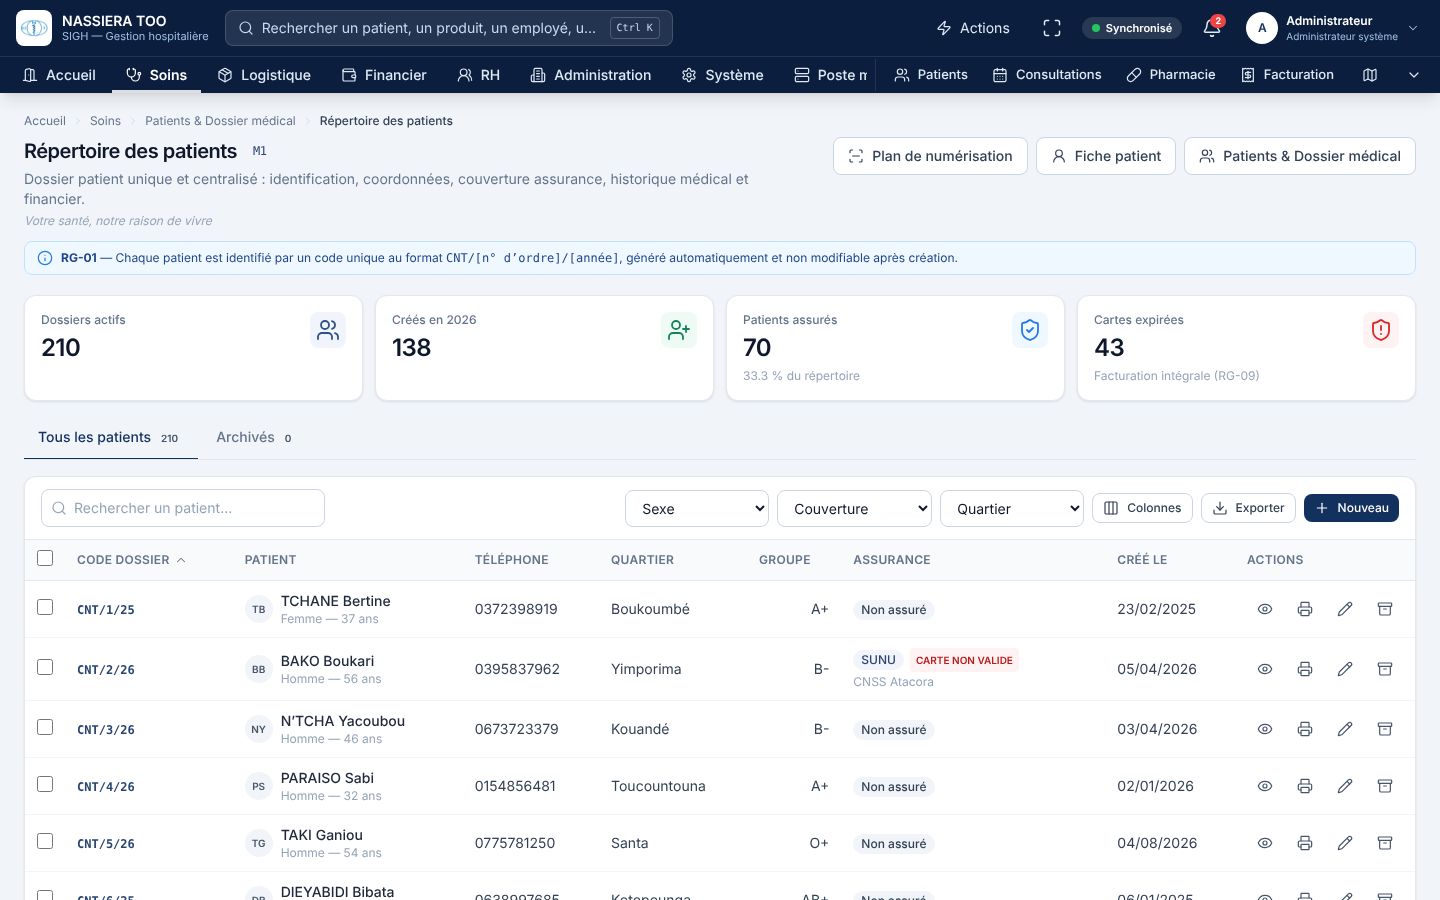 NASSIERA TOO
SIGH — Gestion hospitalière
Rechercher un patient, un produit, un employé, u... Ctrl K
Actions
Synchronisé
2
A
Administrateur
Administrateur système
Accueil Soins Logistique Financier RH Administration Système Poste m Patients Consultations Pharmacie Facturation
Accueil Soins Patients & Dossier médical Répertoire des patients
Répertoire des patients M1
Plan de numérisation Fiche patient Patients & Dossier médical
Dossier patient unique et centralisé : identification, coordonnées, couverture assurance, historique médical et
financier.
Votre santé, notre raison de vivre
RG-01 — Chaque patient est identifié par un code unique au format CNT/[n° d’ordre]/[année], généré automatiquement et non modifiable après création.
Dossiers actifs
210
Créés en 2026
138
Patients assurés
70
33.3 % du répertoire
Cartes expirées
43
Facturation intégrale (RG-09)
Tous les patients 210 Archivés 0
Rechercher un patient... Sexe Couverture Quartier Colonnes Exporter Nouveau
CODE DOSSIER PATIENT TÉLÉPHONE QUARTIER GROUPE ASSURANCE CRÉÉ LE ACTIONS
CNT/1/25 TB TCHANE Bertine 0372398919 Boukoumbé A+ Non assuré 23/02/2025
Femme — 37 ans
CNT/2/26 BB BAKO Boukari 0395837962 Yimporima B- SUNU CARTE NON VALIDE 05/04/2026
Homme — 56 ans CNSS Atacora
CNT/3/26 NY N’TCHA Yacoubou 0673723379 Kouandé B- Non assuré 03/04/2026
Homme — 46 ans
CNT/4/26 PS PARAISO Sabi 0154856481 Toucountouna A+ Non assuré 02/01/2026
Homme — 32 ans
CNT/5/26 TG TAKI Ganiou 0775781250 Santa O+ Non assuré 04/08/2026
Homme — 54 ans
DIEYABIDI Bibata